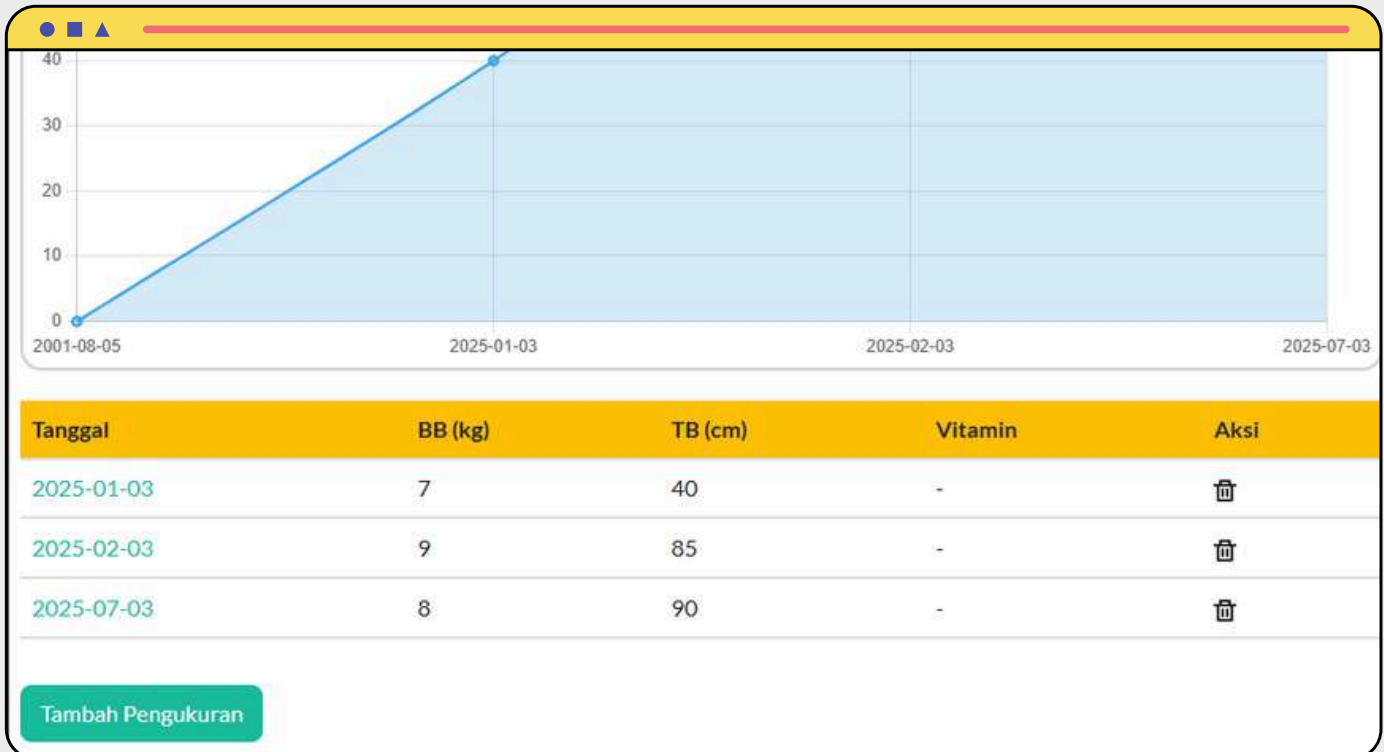 40
30
20
10
0
2001-08-05 2025-01-03 2025-02-03 2025-07-03
Tanggal BB (kg) TB (cm) Vitamin Aksi
2025-01-03 7 40 -
2025-02-03 9 85 -
2025-07-03 8 90 -
Tambah Pengukuran